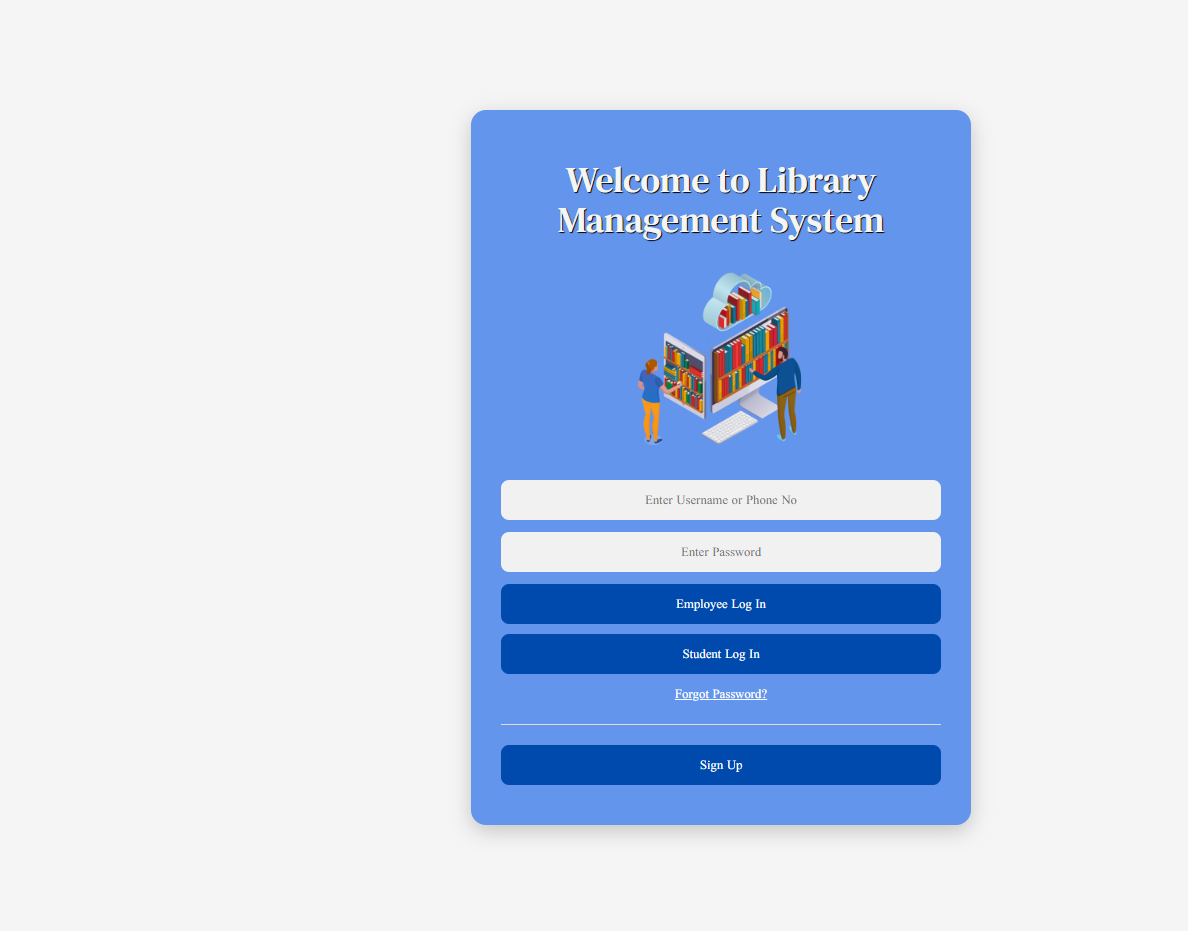 Welcome to Library
Management System
Enter Username or Phone No
Enter Password
Employee Log In
Student Log In
Forgot Password?
Sign Up